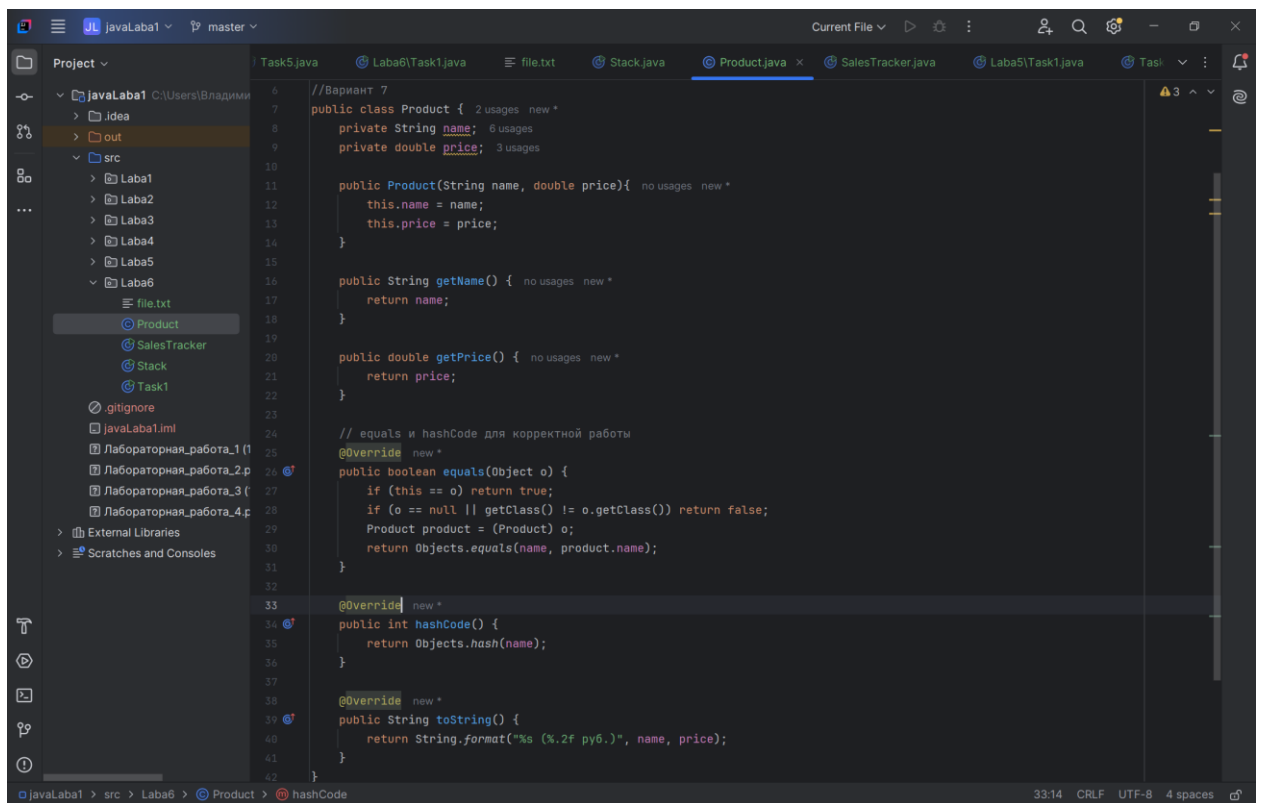 JL javaLaba1 master Current File
Project
Task5.java Laba6\Task1.java file.txt Stack.java Product.java SalesTracker.java Laba5\Task1.java Task
javaLaba1 C:\Users\Владими
.idea
out
src
Laba1
Laba2
Laba3
Laba4
Laba5
Laba6
file.txt
Product
SalesTracker
Stack
Task1
.gitignore
javaLaba1.iml
Лабораторная_работа_1 (1
Лабораторная_работа_2.p
Лабораторная_работа_3 (
Лабораторная_работа_4.p
External Libraries
Scratches and Consoles
3
6 //Вариант 7
7 public class Product { 2 usages new *
8 private String name; 6 usages
9 private double price; 3 usages
10
11 public Product(String name, double price){ no usages new *
12 this.name = name;
13 this.price = price;
14 }
15
16 public String getName() { no usages new *
17 return name;
18 }
19
20 public double getPrice() { no usages new *
21 return price;
22 }
23
24 // equals и hashCode для корректной работы
25 @Override new *
26 public boolean equals(Object o) {
27 if (this == o) return true;
28 if (o == null || getClass() != o.getClass()) return false;
29 Product product = (Product) o;
30 return Objects.equals(name, product.name);
31 }
32
33 @Override new *
34 public int hashCode() {
35 return Objects.hash(name);
36 }
37
38 @Override new *
39 public String toString() {
40 return String.format("%s (%.2f руб.)", name, price);
41 }
42 }
javaLaba1 > src > Laba6 > Product > hashCode 33:14 CRLF UTF-8 4 spaces